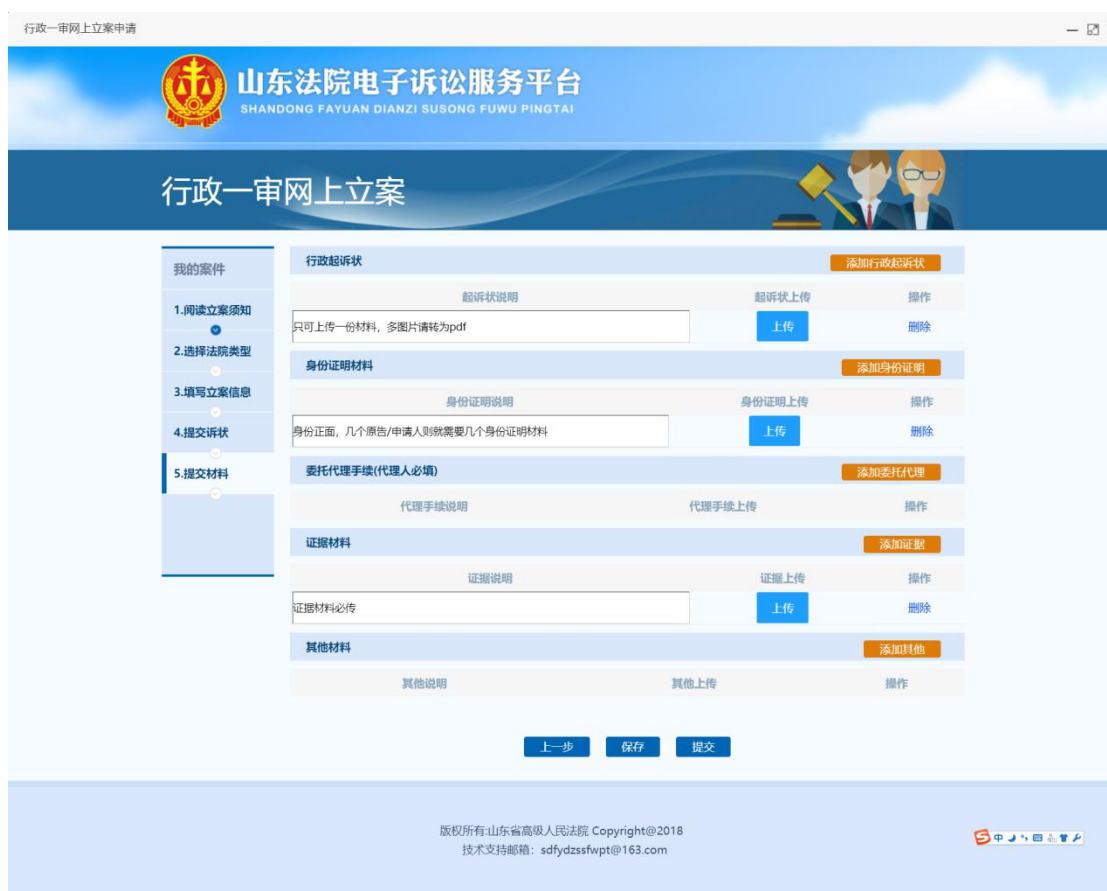 行政一审网上立案申请
山东法院电子诉讼服务平台
SHANDONG FAYUAN DIANZI SUSONG FUWU PINGTAI
行政一审网上立案
我的案件
1.阅读立案须知
2.选择法院类型
3.填写立案信息
4.提交诉状
5.提交材料
行政起诉状 添加行政起诉状
起诉状说明 起诉状上传 操作
只可上传一份材料，多图片请转为pdf 上传 删除
身份证明材料 添加身份证明
身份证明说明 身份证明上传 操作
身份正面，几个原告/申请人则就需要几个身份证明材料 上传 删除
委托代理手续(代理人必填) 添加委托代理
代理手续说明 代理手续上传 操作
证据材料 添加证据
证据说明 证据上传 操作
证据材料必传 上传 删除
其他材料 添加其他
其他说明 其他上传 操作
上一步 保存 提交
版权所有:山东省高级人民法院 Copyright@2018
技术支持邮箱：sdfydzssfwpt@163.com
中